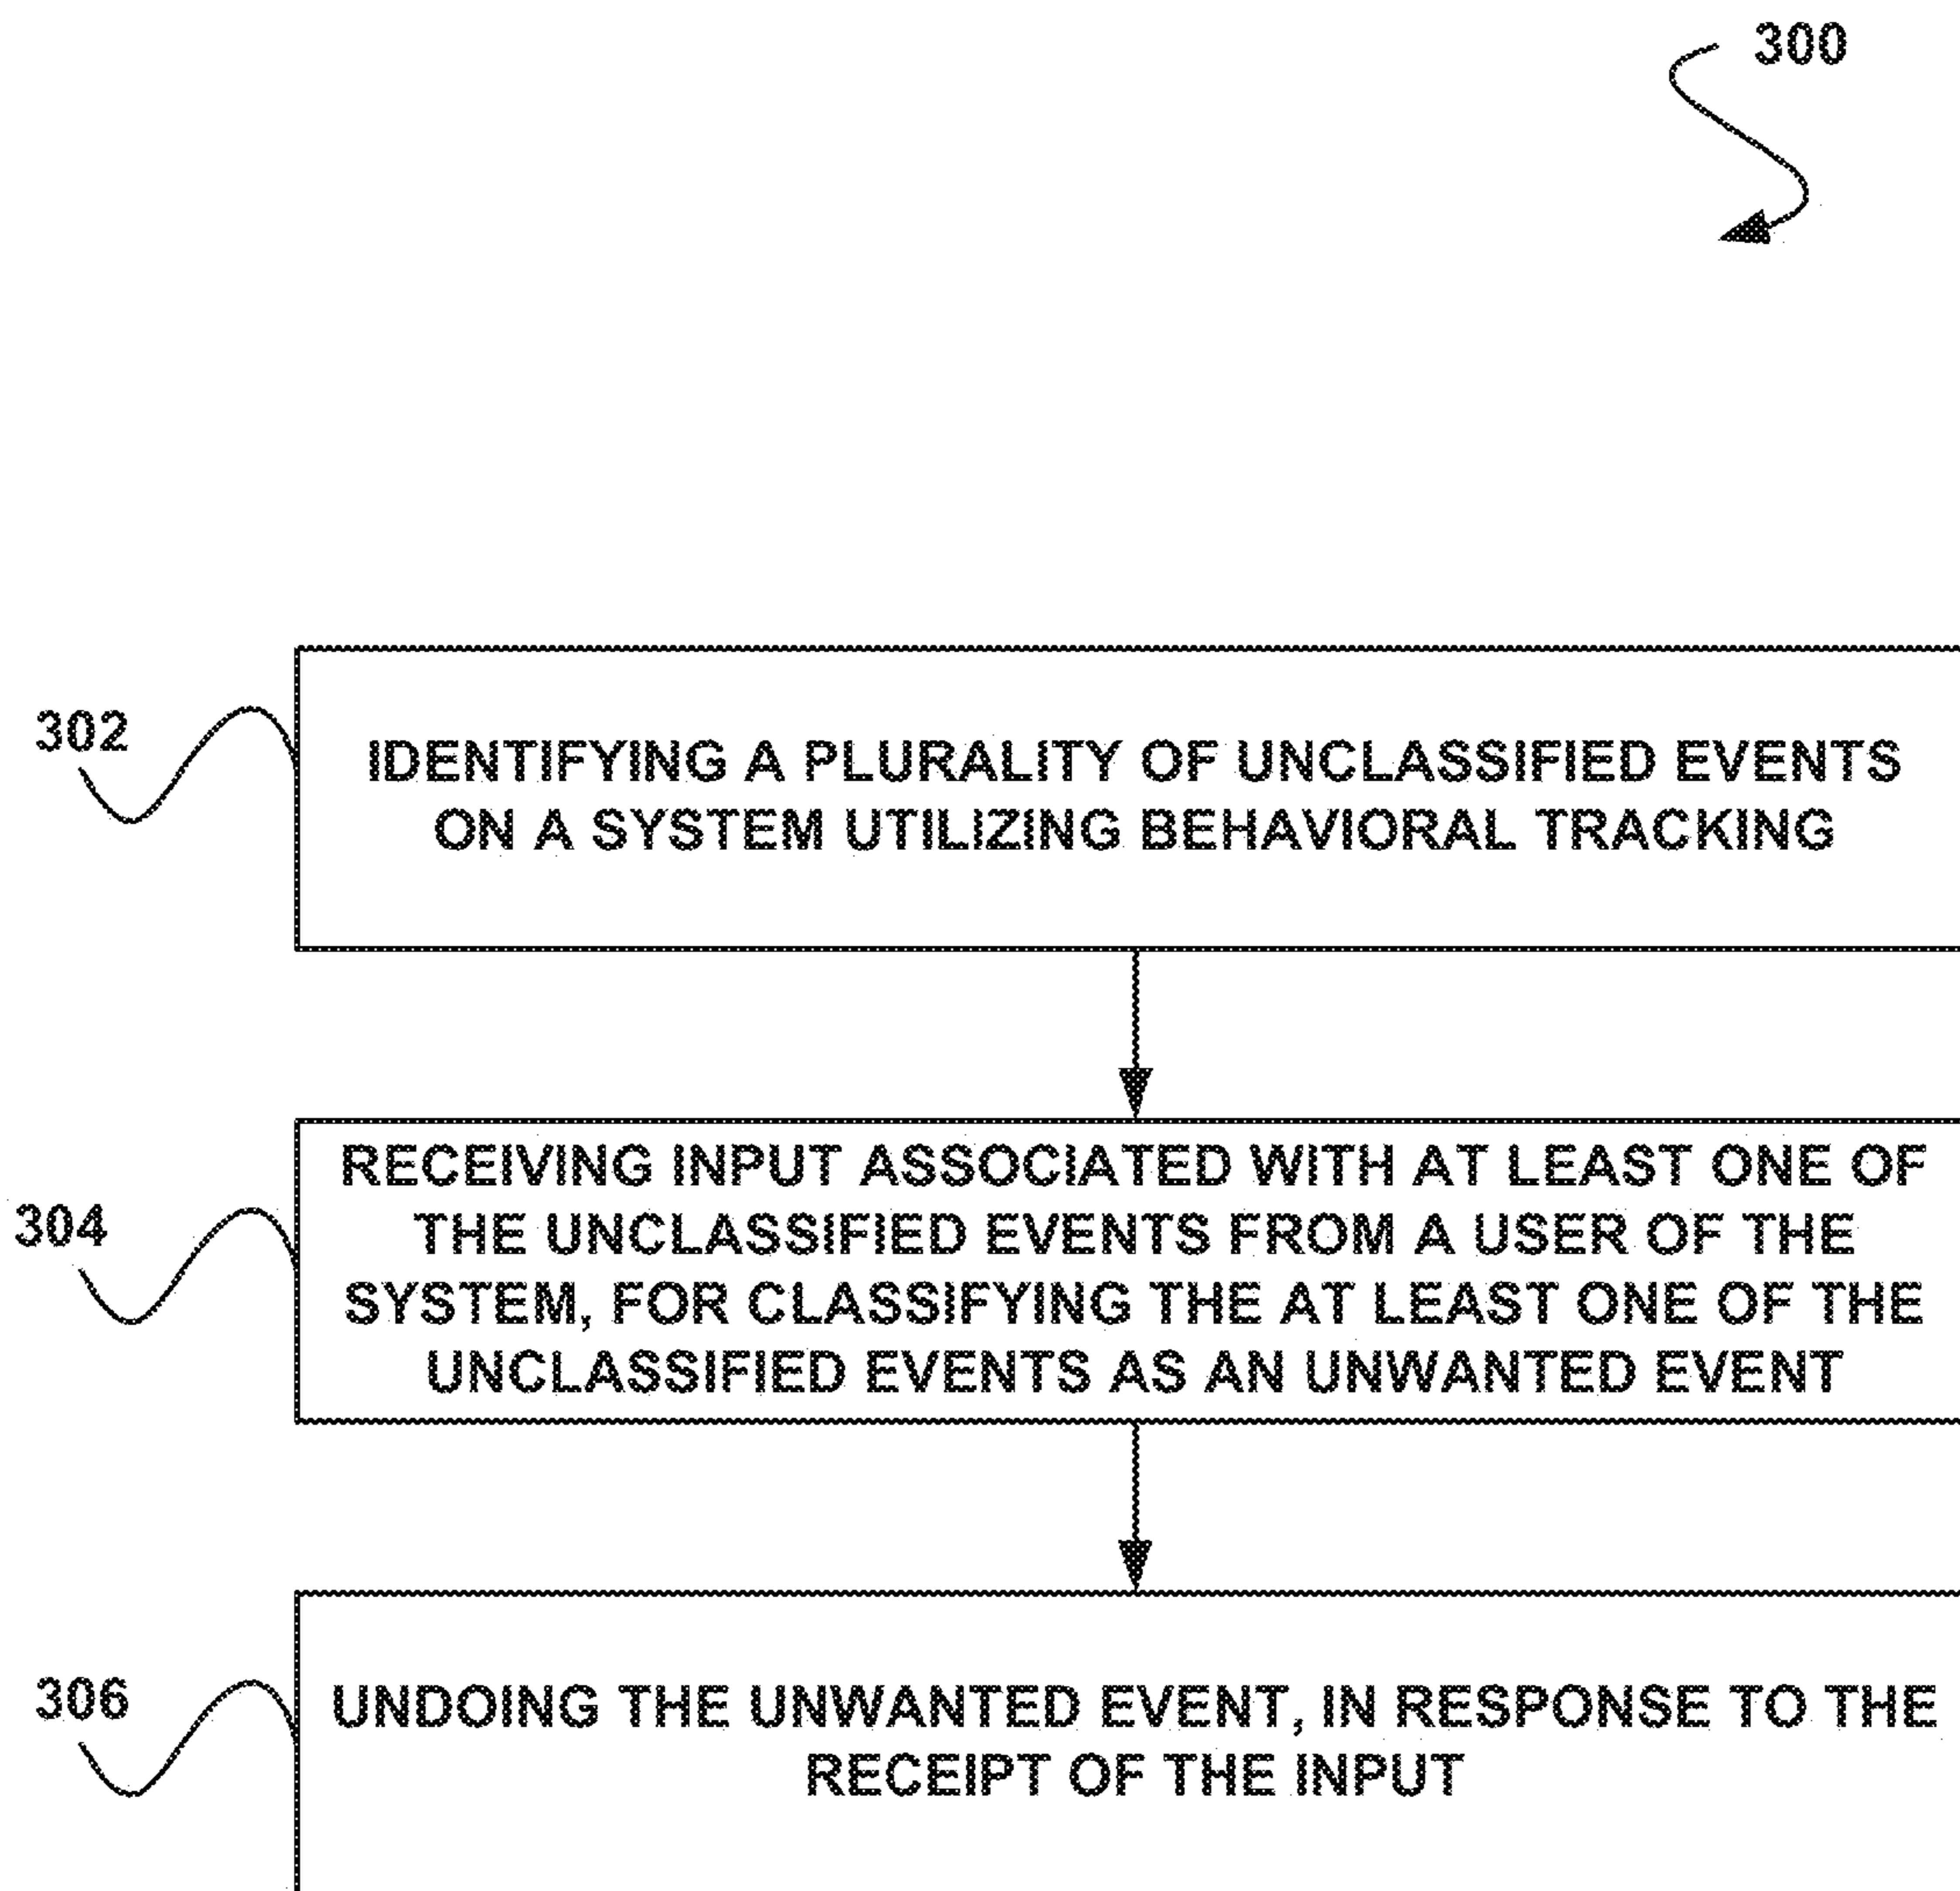 300
302
IDENTIFYING A PLURALITY OF UNCLASSIFIED EVENTS
ON A SYSTEM UTILIZING BEHAVIORAL TRACKING
304
RECEIVING INPUT ASSOCIATED WITH AT LEAST ONE OF
THE UNCLASSIFIED EVENTS FROM A USER OF THE
SYSTEM, FOR CLASSIFYING THE AT LEAST ONE OF THE
UNCLASSIFIED EVENTS AS AN UNWANTED EVENT
306
UNDOING THE UNWANTED EVENT, IN RESPONSE TO THE
RECEIPT OF THE INPUT